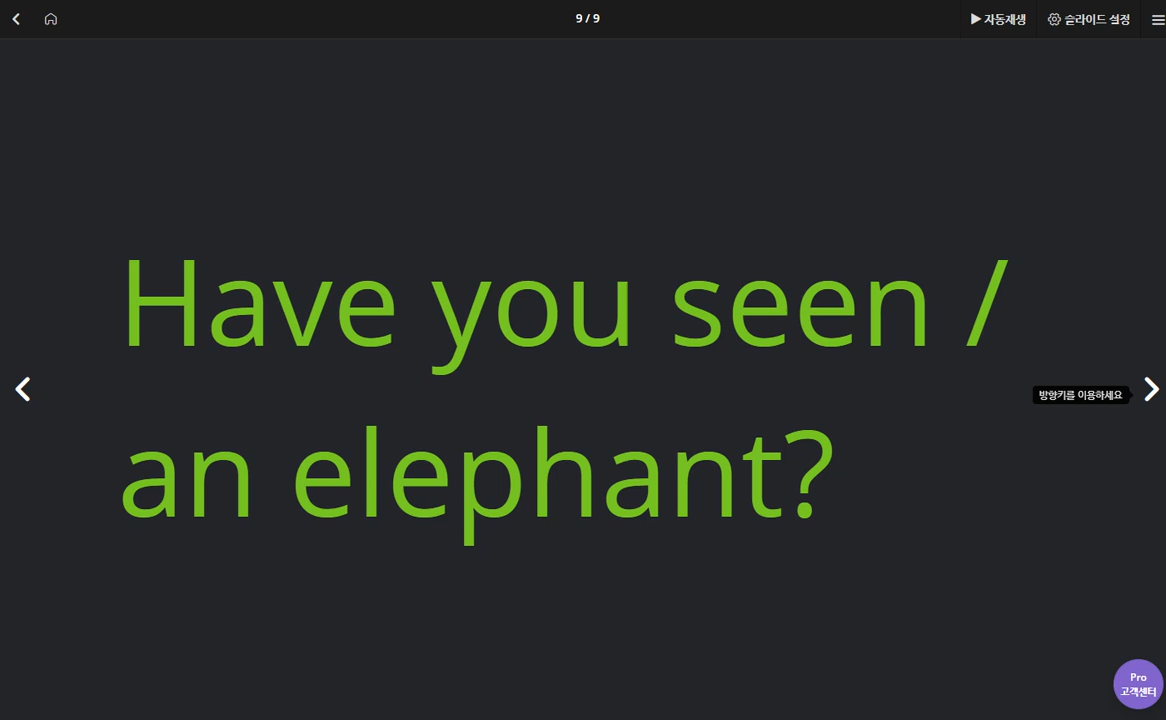 9 / 9
▶ 자동재생
슬라이드 설정
Have you seen /
an elephant?
방향키를 이용하세요
Pro
고객센터